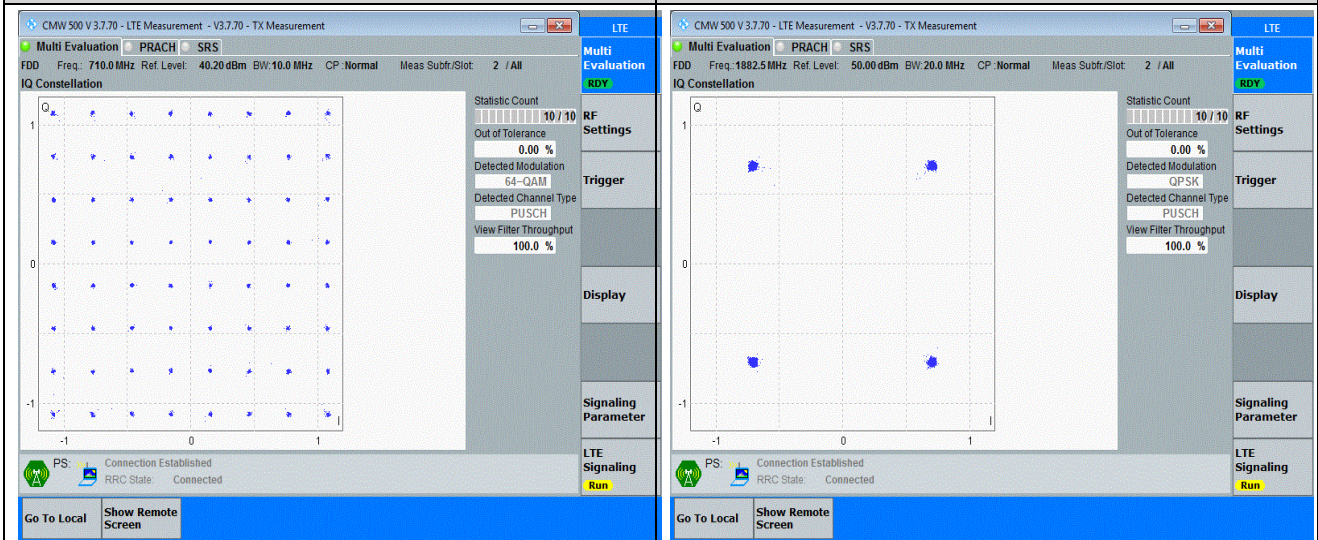 CMW 500 V 3.7.70 - LTE Measurement - V3.7.70 - TX Measurement
LTE
Multi Evaluation PRACH SRS
Multi
Evaluation
RDY
FDD Freq.: 710.0 MHz Ref. Level: 40.20 dBm BW: 10.0 MHz CP : Normal Meas Subfr./Slot: 2 / All
IQ Constellation
Q
1
0
-1
-1 0 1
I
Statistic Count
10 / 10
Out of Tolerance
0.00 %
Detected Modulation
64-QAM
Detected Channel Type
PUSCH
View Filter Throughput
100.0 %
RF
Settings
Trigger
Display
Signaling
Parameter
LTE
Signaling
Run
PS: Connection Established
RRC State: Connected
Go To Local
Show Remote
Screen
CMW 500 V 3.7.70 - LTE Measurement - V3.7.70 - TX Measurement
LTE
Multi Evaluation PRACH SRS
Multi
Evaluation
RDY
FDD Freq.: 1882.5 MHz Ref. Level: 50.00 dBm BW: 20.0 MHz CP : Normal Meas Subfr./Slot: 2 / All
IQ Constellation
Q
1
0
-1
-1 0 1
I
Statistic Count
10 / 10
Out of Tolerance
0.00 %
Detected Modulation
QPSK
Detected Channel Type
PUSCH
View Filter Throughput
100.0 %
RF
Settings
Trigger
Display
Signaling
Parameter
LTE
Signaling
Run
PS: Connection Established
RRC State: Connected
Go To Local
Show Remote
Screen